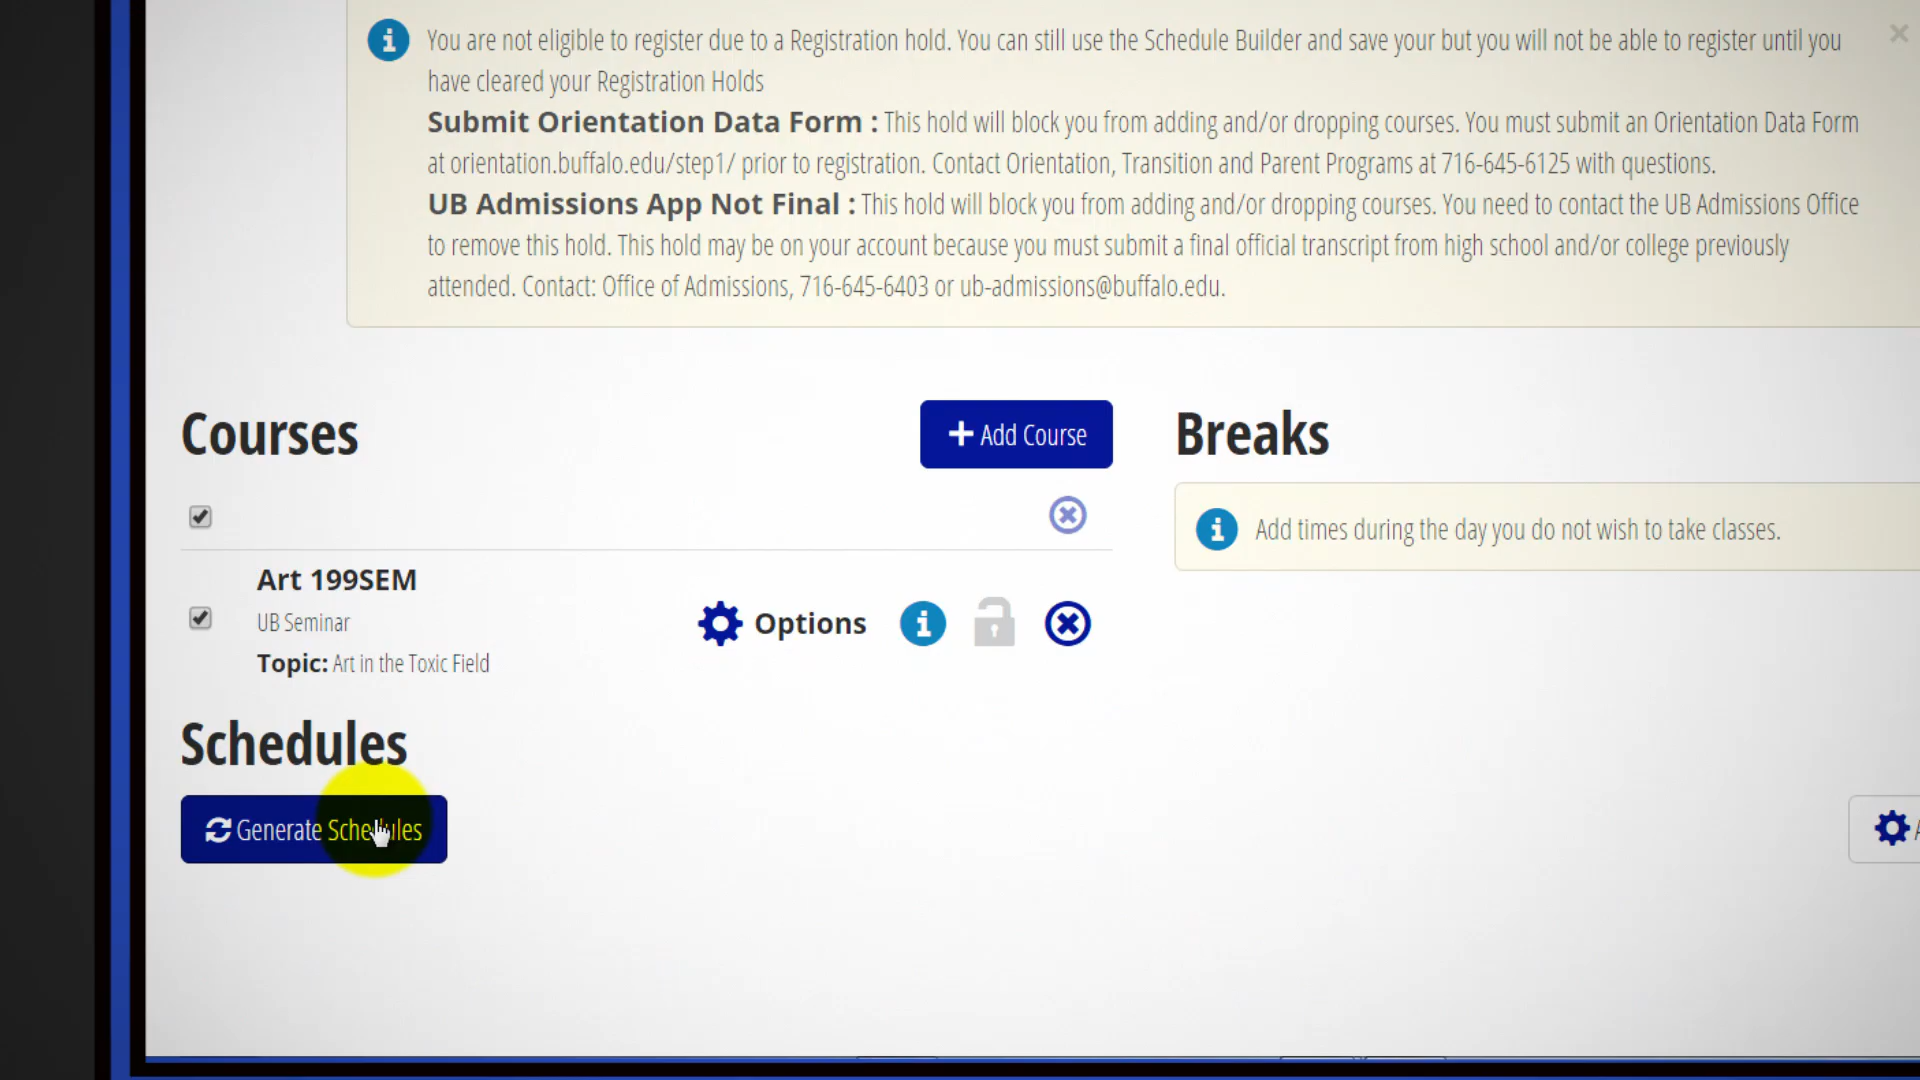 You are not eligible to register due to a Registration hold. You can still use the Schedule Builder and save your but you will not be able to register until you
have cleared your Registration Holds
Submit Orientation Data Form : This hold will block you from adding and/or dropping courses. You must submit an Orientation Data Form
at orientation.buffalo.edu/step1/ prior to registration. Contact Orientation, Transition and Parent Programs at 716-645-6125 with questions.
UB Admissions App Not Final : This hold will block you from adding and/or dropping courses. You need to contact the UB Admissions Office
to remove this hold. This hold may be on your account because you must submit a final official transcript from high school and/or college previously
attended. Contact: Office of Admissions, 716-645-6403 or ub-admissions@buffalo.edu.
Courses
Add Course
Breaks
Add times during the day you do not wish to take classes.
Art 199SEM
UB Seminar
Topic: Art in the Toxic Field
Options
Schedules
Generate Schedules